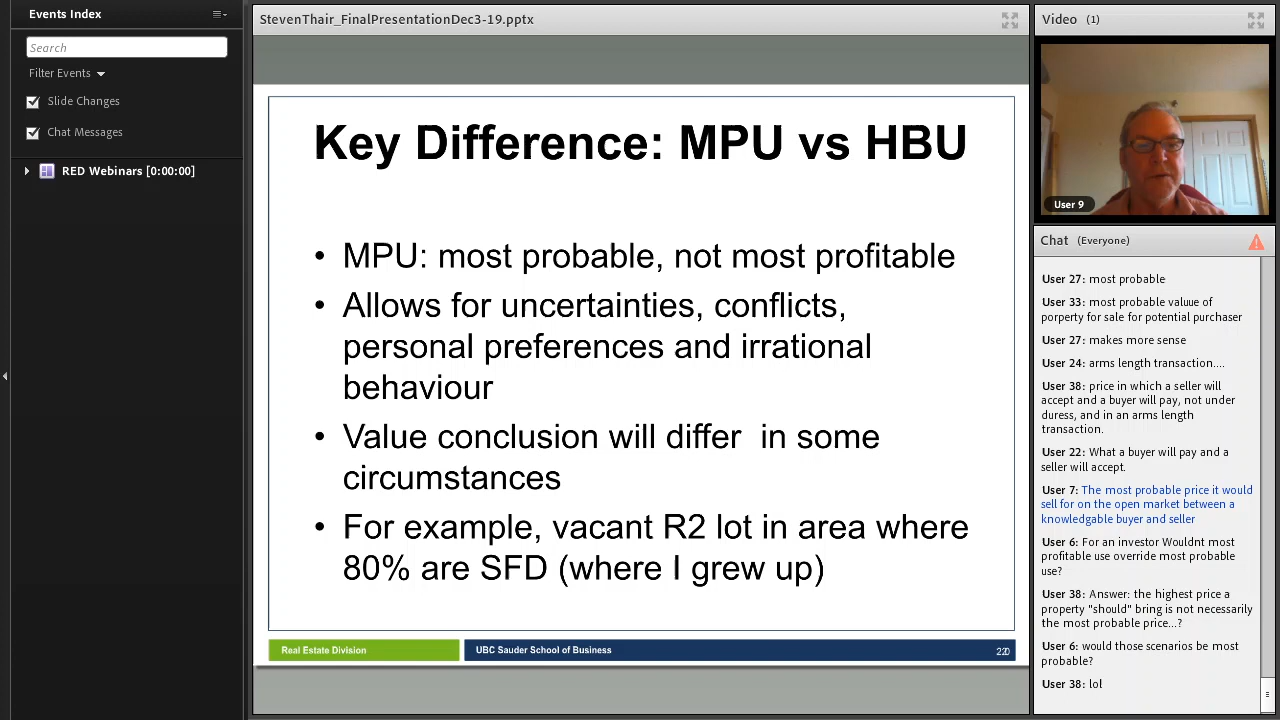 Events Index
Search
Filter Events
Slide Changes
Chat Messages
RED Webinars [0:00:00]
StevenThair_FinalPresentationDec3-19.pptx
Key Difference: MPU vs HBU
• MPU: most probable, not most profitable
• Allows for uncertainties, conflicts,
personal preferences and irrational
behaviour
• Value conclusion will differ  in some
circumstances
• For example, vacant R2 lot in area where
80% are SFD (where I grew up)
Real Estate Division
UBC Sauder School of Business
Video (1)
User 9
Chat (Everyone)
User 27: most probable
User 33: most probable valuue of
porperty for sale for potential purchaser
User 27: makes more sense
User 24: arms length transaction....
User 38: price in which a seller will
accept and a buyer will pay, not under
duress, and in an arms length
transaction.
User 22: What a buyer will pay and a
seller will accept.
User 7: The most probable price it would
sell for on the open market between a
knowledgable buyer and seller
User 6: For an investor Wouldnt most
profitable use override most probable
use?
User 38: Answer: the highest price a
property "should" bring is not necessarily
the most probable price...?
User 6: would those scenarios be most
probable?
User 38: lol